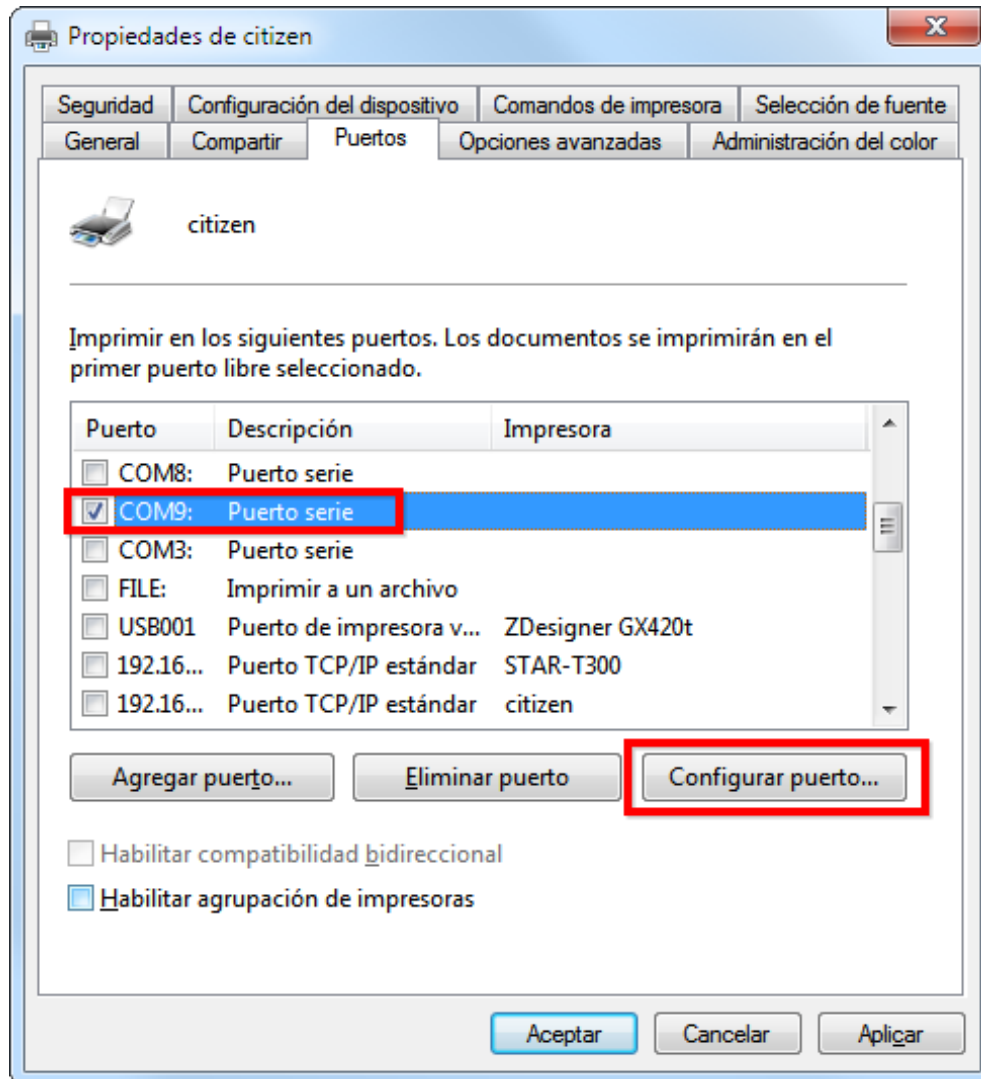 Propiedades de citizen
Seguridad Configuración del dispositivo Comandos de impresora Selección de fuente
General Compartir Puertos Opciones avanzadas Administración del color
citizen
Imprimir en los siguientes puertos. Los documentos se imprimirán en el
primer puerto libre seleccionado.
Puerto Descripción Impresora
COM8: Puerto serie
COM9: Puerto serie
COM3: Puerto serie
FILE: Imprimir a un archivo
USB001 Puerto de impresora v... ZDesigner GX420t
192.16... Puerto TCP/IP estándar STAR-T300
192.16... Puerto TCP/IP estándar citizen
Agregar puerto... Eliminar puerto Configurar puerto...
Habilitar compatibilidad bidireccional
Habilitar agrupación de impresoras
Aceptar Cancelar Aplicar